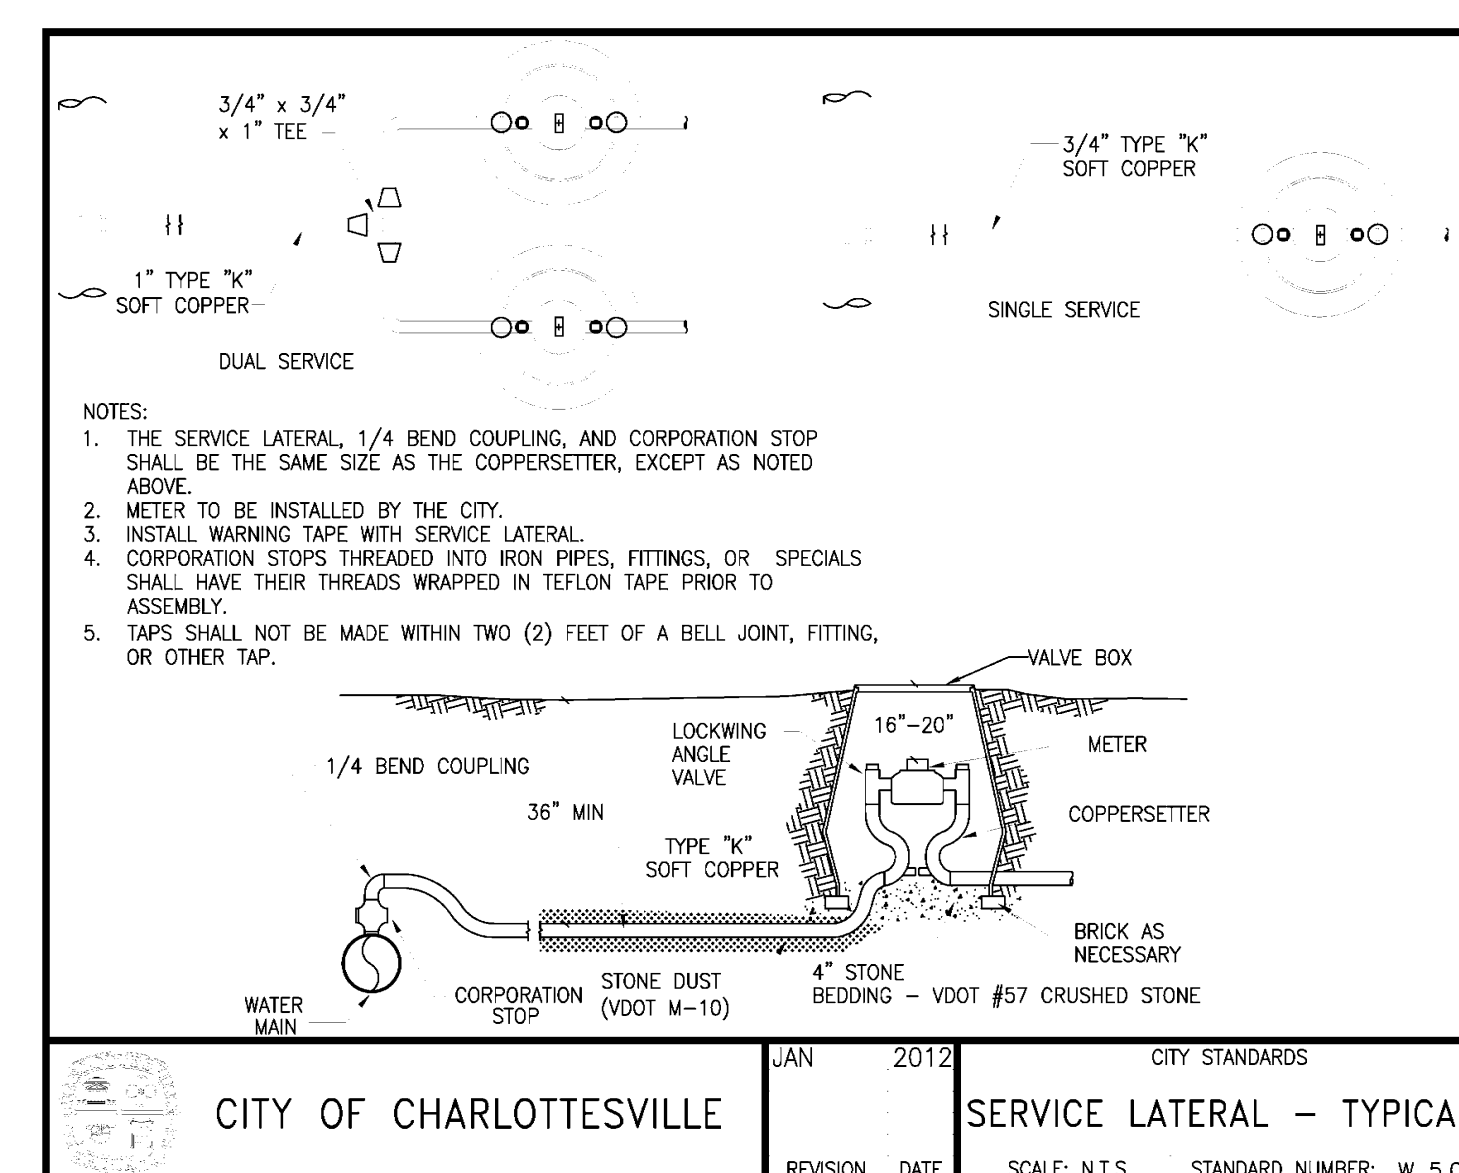 3/4" x 3/4"
x 1" TEE
1" TYPE "K"
SOFT COPPER
DUAL SERVICE
3/4" TYPE "K"
SOFT COPPER
SINGLE SERVICE
NOTES:
1. THE SERVICE LATERAL, 1/4 BEND COUPLING, AND CORPORATION STOP
SHALL BE THE SAME SIZE AS THE COPPERSETTER, EXCEPT AS NOTED
ABOVE.
2. METER TO BE INSTALLED BY THE CITY.
3. INSTALL WARNING TAPE WITH SERVICE LATERAL.
4. CORPORATION STOPS THREADED INTO IRON PIPES, FITTINGS, OR SPECIALS
SHALL HAVE THEIR THREADS WRAPPED IN TEFLON TAPE PRIOR TO
ASSEMBLY.
5. TAPS SHALL NOT BE MADE WITHIN TWO (2) FEET OF A BELL JOINT, FITTING,
OR OTHER TAP.
VALVE BOX
LOCKWING
ANGLE
VALVE
16"-20"
METER
1/4 BEND COUPLING
36" MIN
COPPERSETTER
TYPE "K"
SOFT COPPER
BRICK AS
NECESSARY
4" STONE
BEDDING - VDOT #57 CRUSHED STONE
STONE DUST
(VDOT M-10)
CORPORATION
STOP
WATER
MAIN
CITY OF CHARLOTTESVILLE
JAN 2012
REVISION DATE
CITY STANDARDS
SERVICE LATERAL - TYPICA
SCALE: N.T.S. STANDARD NUMBER: W 5.0